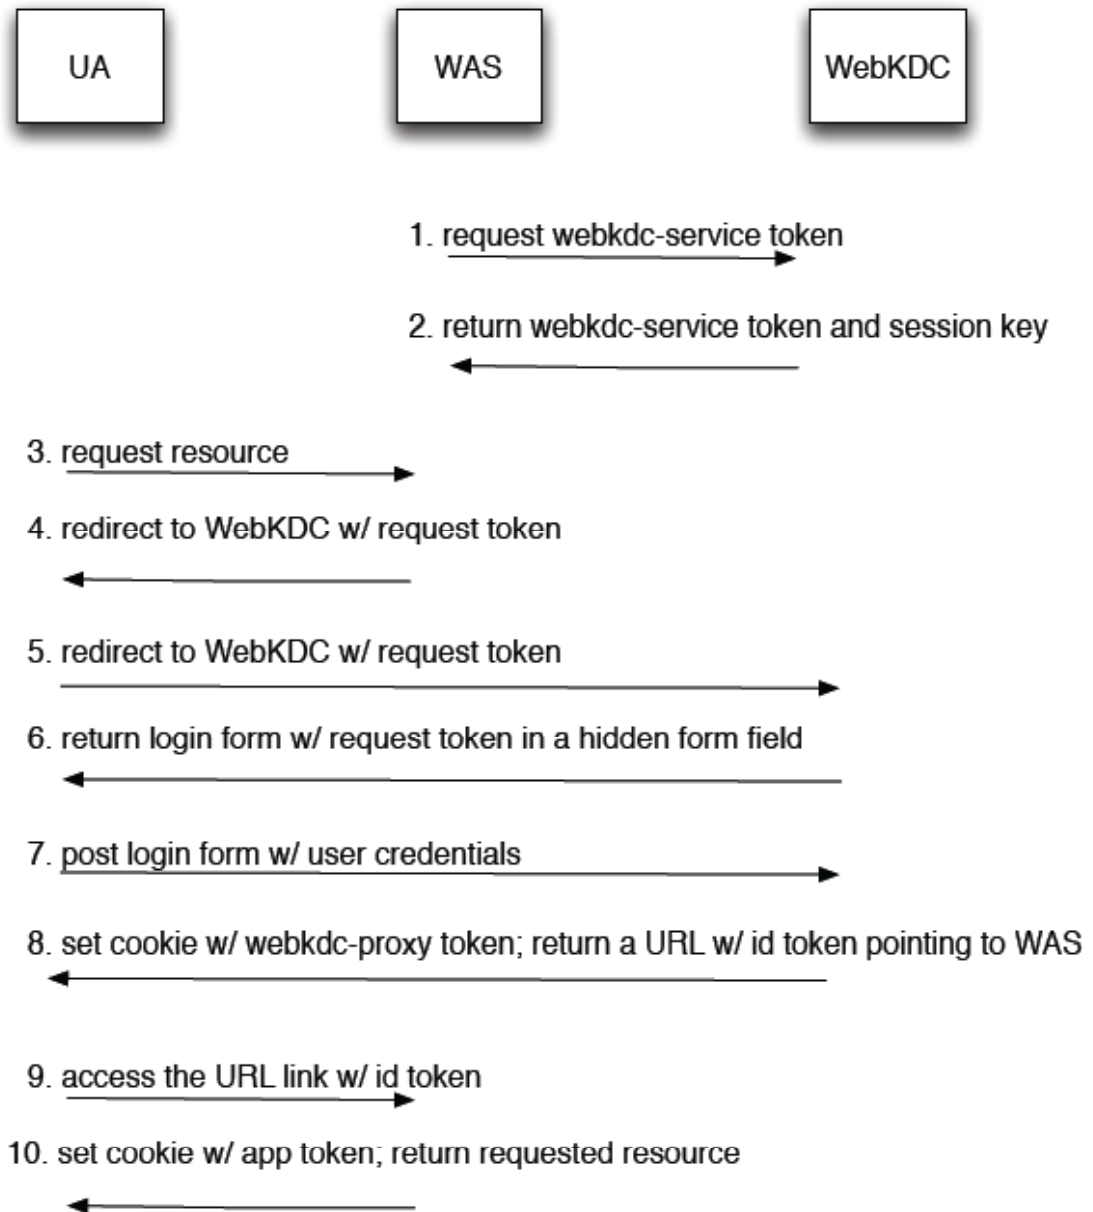 UA
WAS
WebKDC
1. request webkdc-service token
2. return webkdc-service token and session key
3. request resource
4. redirect to WebKDC w/ request token
5. redirect to WebKDC w/ request token
6. return login form w/ request token in a hidden form field
7. post login form w/ user credentials
8. set cookie w/ webkdc-proxy token; return a URL w/ id token pointing to WAS
9. access the URL link w/ id token
10. set cookie w/ app token; return requested resource